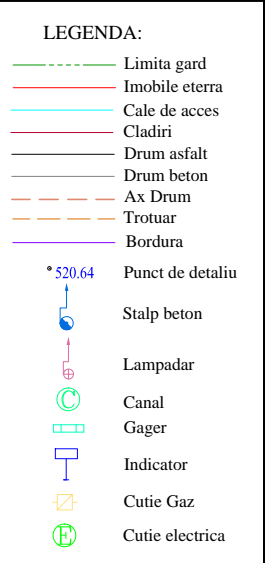 LEGENDA:
Limita gard
Imobile eterra
Cale de acces
Cladiri
Drum asfalt
Drum beton
Ax Drum
Trotuar
Bordura
520.64 Punct de detaliu
Stalp beton
Lampadar
C Canal
Gager
Indicator
Cutie Gaz
E Cutie electrica